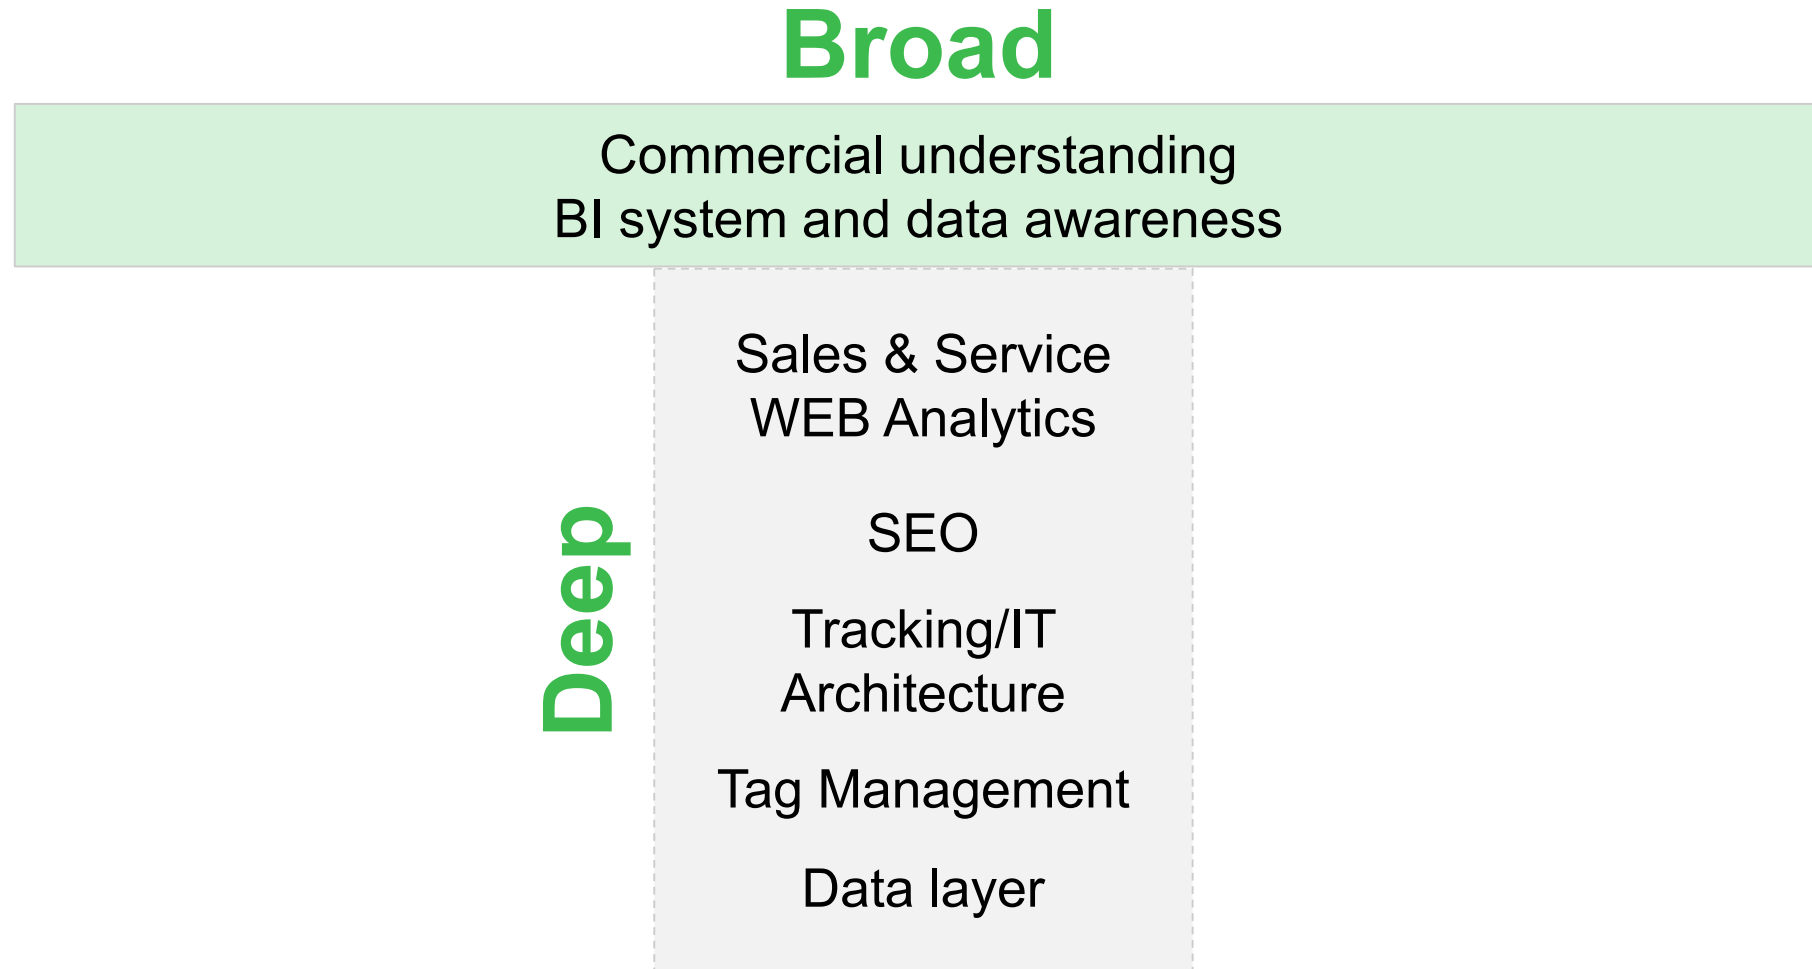 Broad
Commercial understanding
BI system and data awareness
Sales & Service
WEB Analytics
SEO
Deep
Tracking/IT
Architecture
Tag Management
Data layer